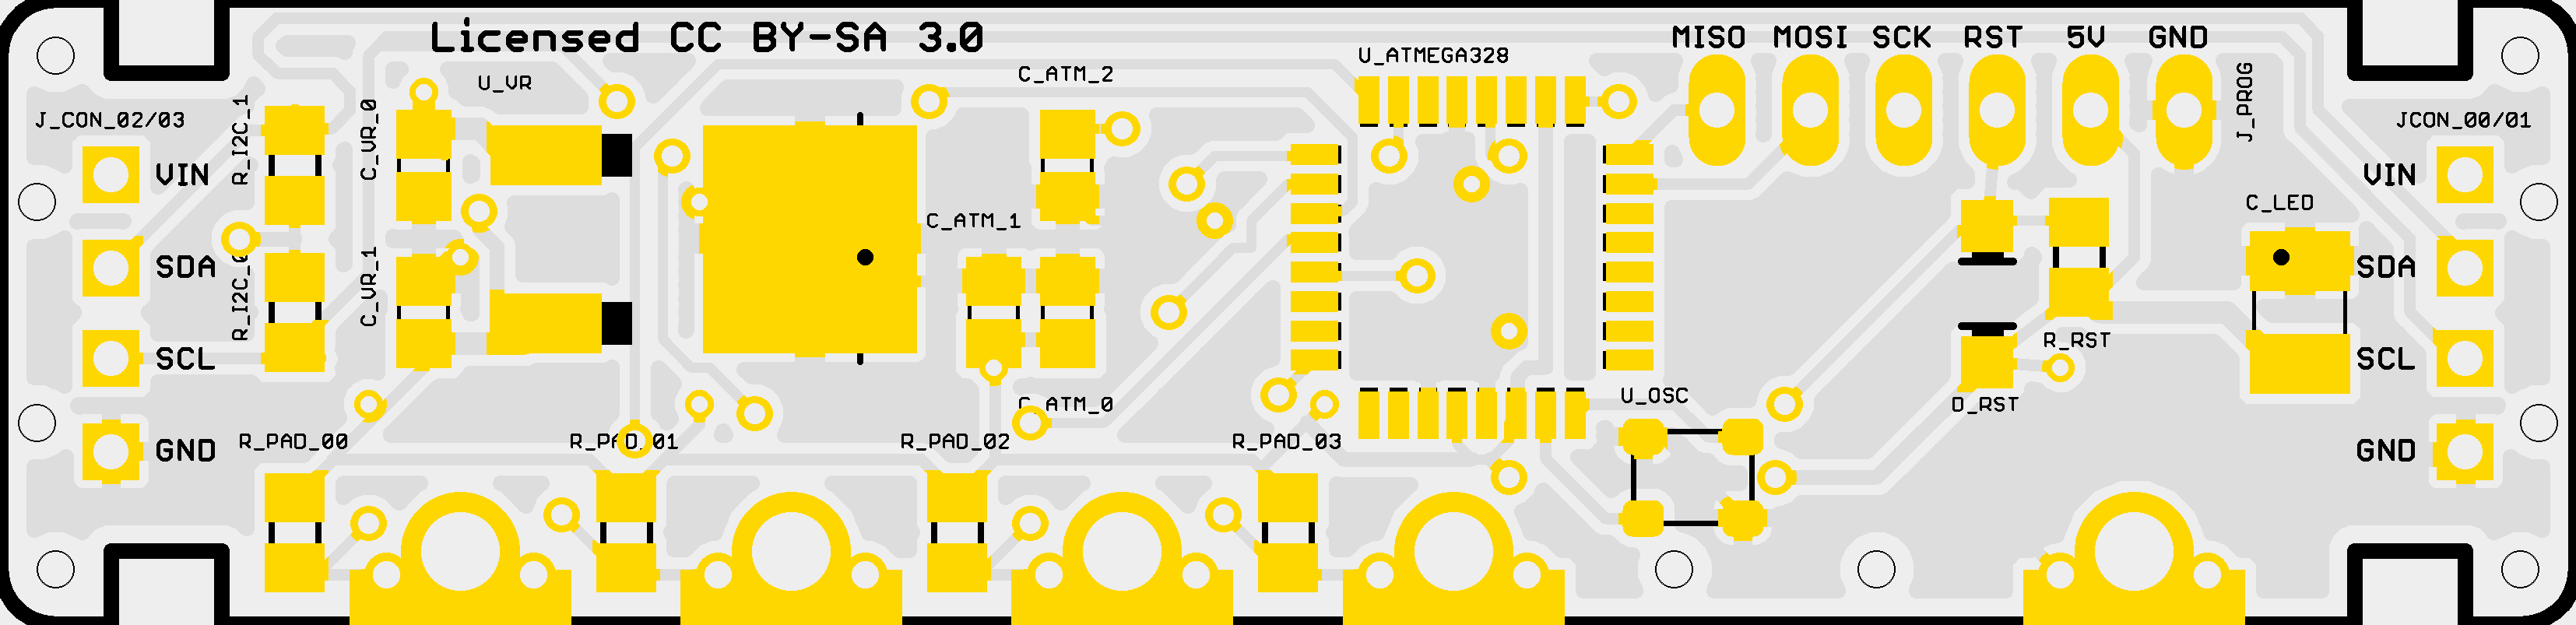 Licensed CC BY-SA 3.0
MISO MOSI SCK RST 5V GND
U_ATMEGA328
J_PROG
C_ATM_2
U_VR
J_CON_02/03
R_I2C_1
C_VR_0
JCON_00/01
VIN
VIN
C_LED
C_ATM_1
SDA
SDA
R_I2C_0
C_VR_1
R_RST
SCL
SCL
U_OSC
D_RST
C_ATM_0
GND
R_PAD_00
R_PAD_01
R_PAD_02
R_PAD_03
GND